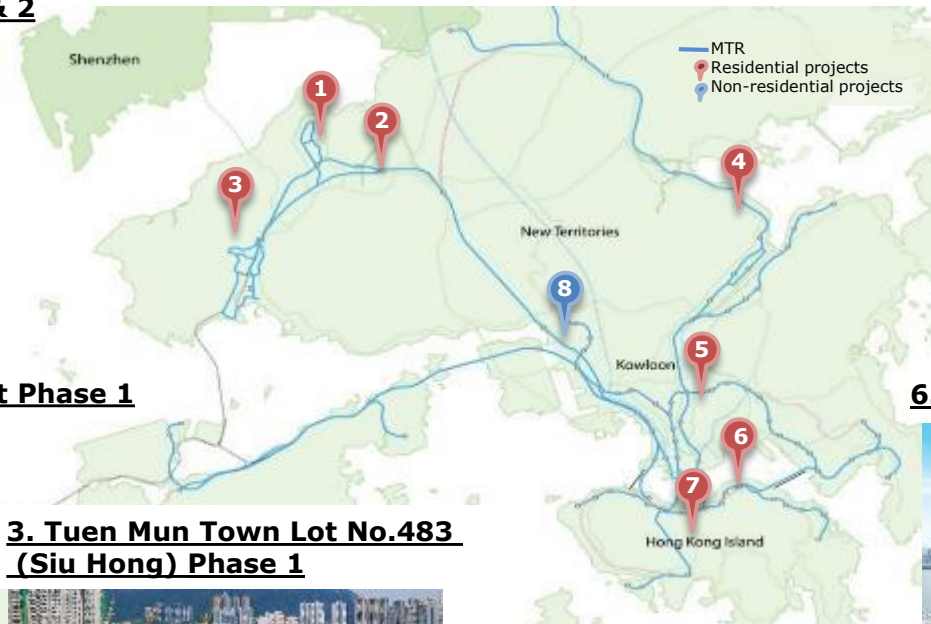 & 2
Shenzhen
MTR
Residential projects
Non-residential projects
1
2
3
4
New Territories
8
Kowloon
5
t Phase 1
6.
6
7
Hong Kong Island
3. Tuen Mun Town Lot No.483
(Siu Hong) Phase 1